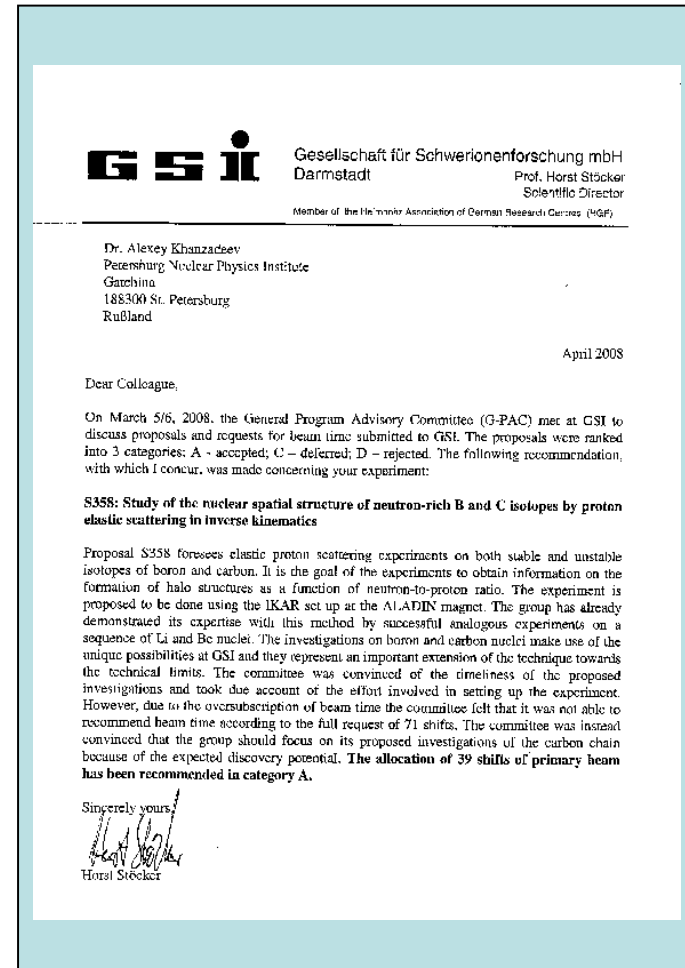 GSI
Gesellschaft für Schwerionenforschung mbH
Darmstadt Prof. Horst Stöcker
Scientific Director
Member of the Helmholtz Association of German Research Centres (HGF)
Dr. Alexey Khanzadeev
Petersburg Nuclear Physics Institute
Gatchina
188300 St. Petersburg
Rußland
April 2008
Dear Colleague,
On March 5/6, 2008, the General Program Advisory Committee (G-PAC) met at GSI to
discuss proposals and requests for beam time submitted to GSI. The proposals were ranked
into 3 categories: A - accepted; C – deferred; D – rejected. The following recommendation,
with which I concur, was made concerning your experiment:
S358: Study of the nuclear spatial structure of neutron-rich B and C isotopes by proton
elastic scattering in inverse kinematics
Proposal S358 foresees elastic proton scattering experiments on both stable and unstable
isotopes of boron and carbon. It is the goal of the experiments to obtain information on the
formation of halo structures as a function of neutron-to-proton ratio. The experiment is
proposed to be done using the IKAR set up at the ALADIN magnet. The group has already
demonstrated its expertise with this method by successful analogous experiments on a
sequence of Li and Be nuclei. The investigations on boron and carbon nuclei make use of the
unique possibilities at GSI and they represent an important extension of the technique towards
the technical limits. The committee was convinced of the timeliness of the proposed
investigations and took due account of the effort involved in setting up the experiment.
However, due to the oversubscription of beam time the committee felt that it was not able to
recommend beam time according to the full request of 71 shifts. The committee was instead
convinced that the group should focus on its proposed investigations of the carbon chain
because of the expected discovery potential. The allocation of 39 shifts of primary beam
has been recommended in category A.
Sincerely yours,
Horst Stöcker